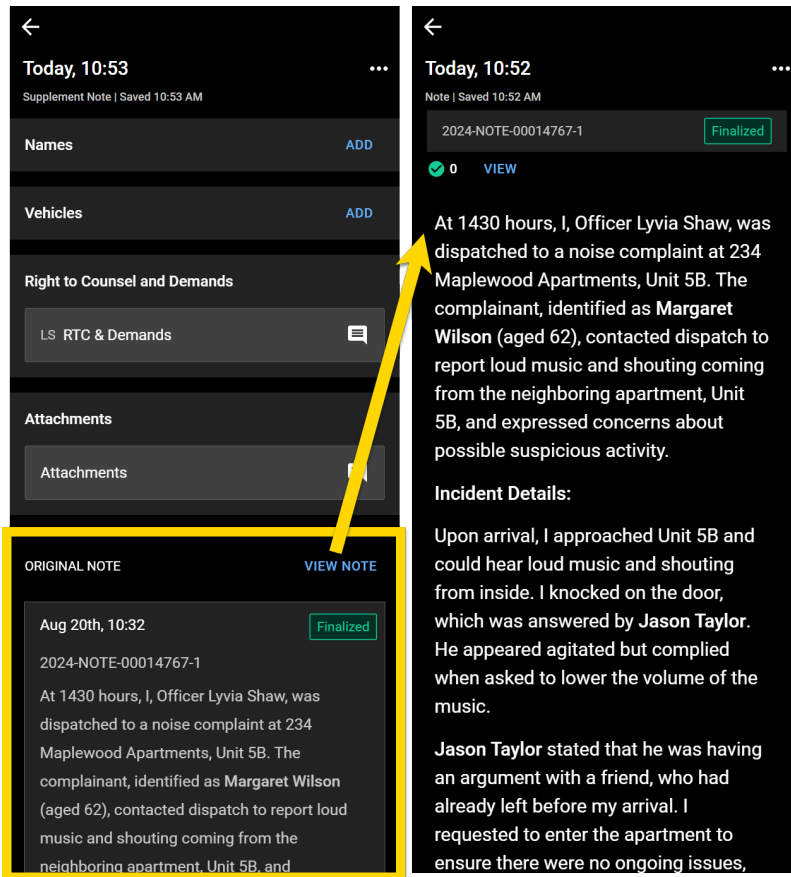 Today, 10:53
Supplement Note | Saved 10:53 AM
Names
ADD
Vehicles
ADD
Right to Counsel and Demands
LS RTC & Demands
Attachments
Attachments
ORIGINAL NOTE
VIEW NOTE
Aug 20th, 10:32
Finalized
2024-NOTE-00014767-1
At 1430 hours, I, Officer Lyvia Shaw, was
dispatched to a noise complaint at 234
Maplewood Apartments, Unit 5B. The
complainant, identified as Margaret Wilson
(aged 62), contacted dispatch to report loud
music and shouting coming from the
neighboring apartment, Unit 5B, and
Today, 10:52
Note | Saved 10:52 AM
2024-NOTE-00014767-1
Finalized
0
VIEW
At 1430 hours, I, Officer Lyvia Shaw, was
dispatched to a noise complaint at 234
Maplewood Apartments, Unit 5B. The
complainant, identified as Margaret
Wilson (aged 62), contacted dispatch to
report loud music and shouting coming
from the neighboring apartment, Unit
5B, and expressed concerns about
possible suspicious activity.
Incident Details:
Upon arrival, I approached Unit 5B and
could hear loud music and shouting
from inside. I knocked on the door,
which was answered by Jason Taylor.
He appeared agitated but complied
when asked to lower the volume of the
music.
Jason Taylor stated that he was having
an argument with a friend, who had
already left before my arrival. I
requested to enter the apartment to
ensure there were no ongoing issues,